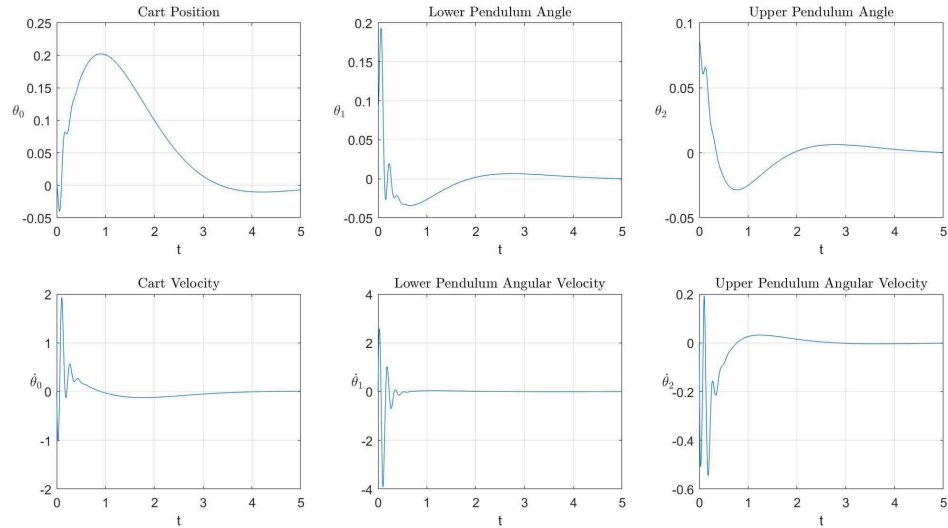 Cart Position
0.25
0.2
0.15
0.1
0.05
0
-0.05
θ0
0 1 2 3 4 5
t
Lower Pendulum Angle
0.2
0.15
0.1
0.05
0
-0.05
θ1
0 1 2 3 4 5
t
Upper Pendulum Angle
0.1
0.05
0
-0.05
θ2
0 1 2 3 4 5
t
Cart Velocity
2
1
0
-1
-2
θ̇0
0 1 2 3 4 5
t
Lower Pendulum Angular Velocity
4
2
0
-2
-4
θ̇1
0 1 2 3 4 5
t
Upper Pendulum Angular Velocity
0.2
0
-0.2
-0.4
-0.6
θ̇2
0 1 2 3 4 5
t